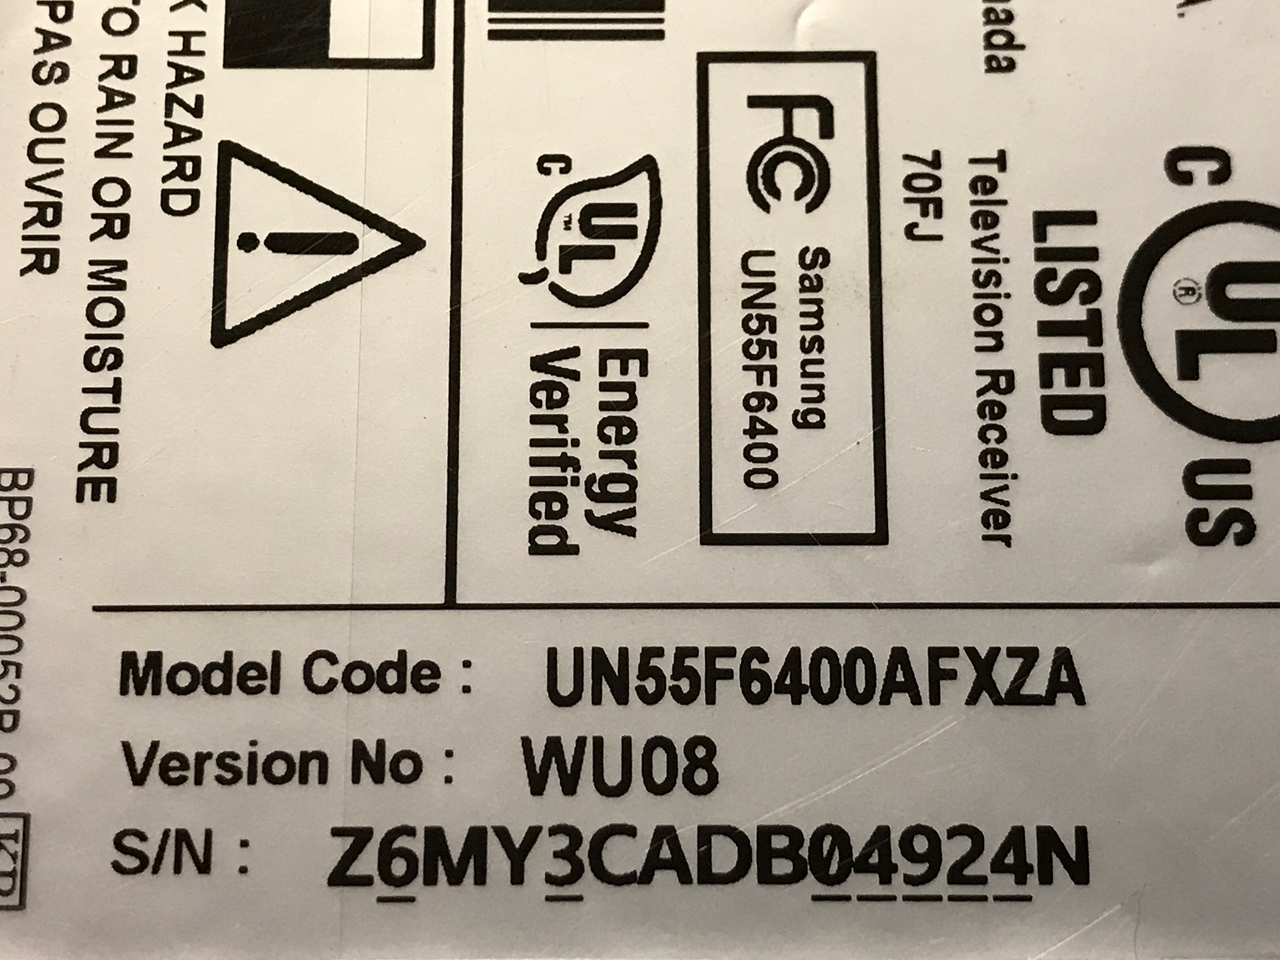 K HAZARD
TO RAIN OR MOISTURE
PAS OUVRIR
nada
Television Receiver
70FJ
C UL ® US
LISTED
FC
Samsung
UN55F6400
C UL ™
Energy
Verified
Model Code : UN55F6400AFXZA
Version No : WU08
S/N : Z6MY3CADB04924N